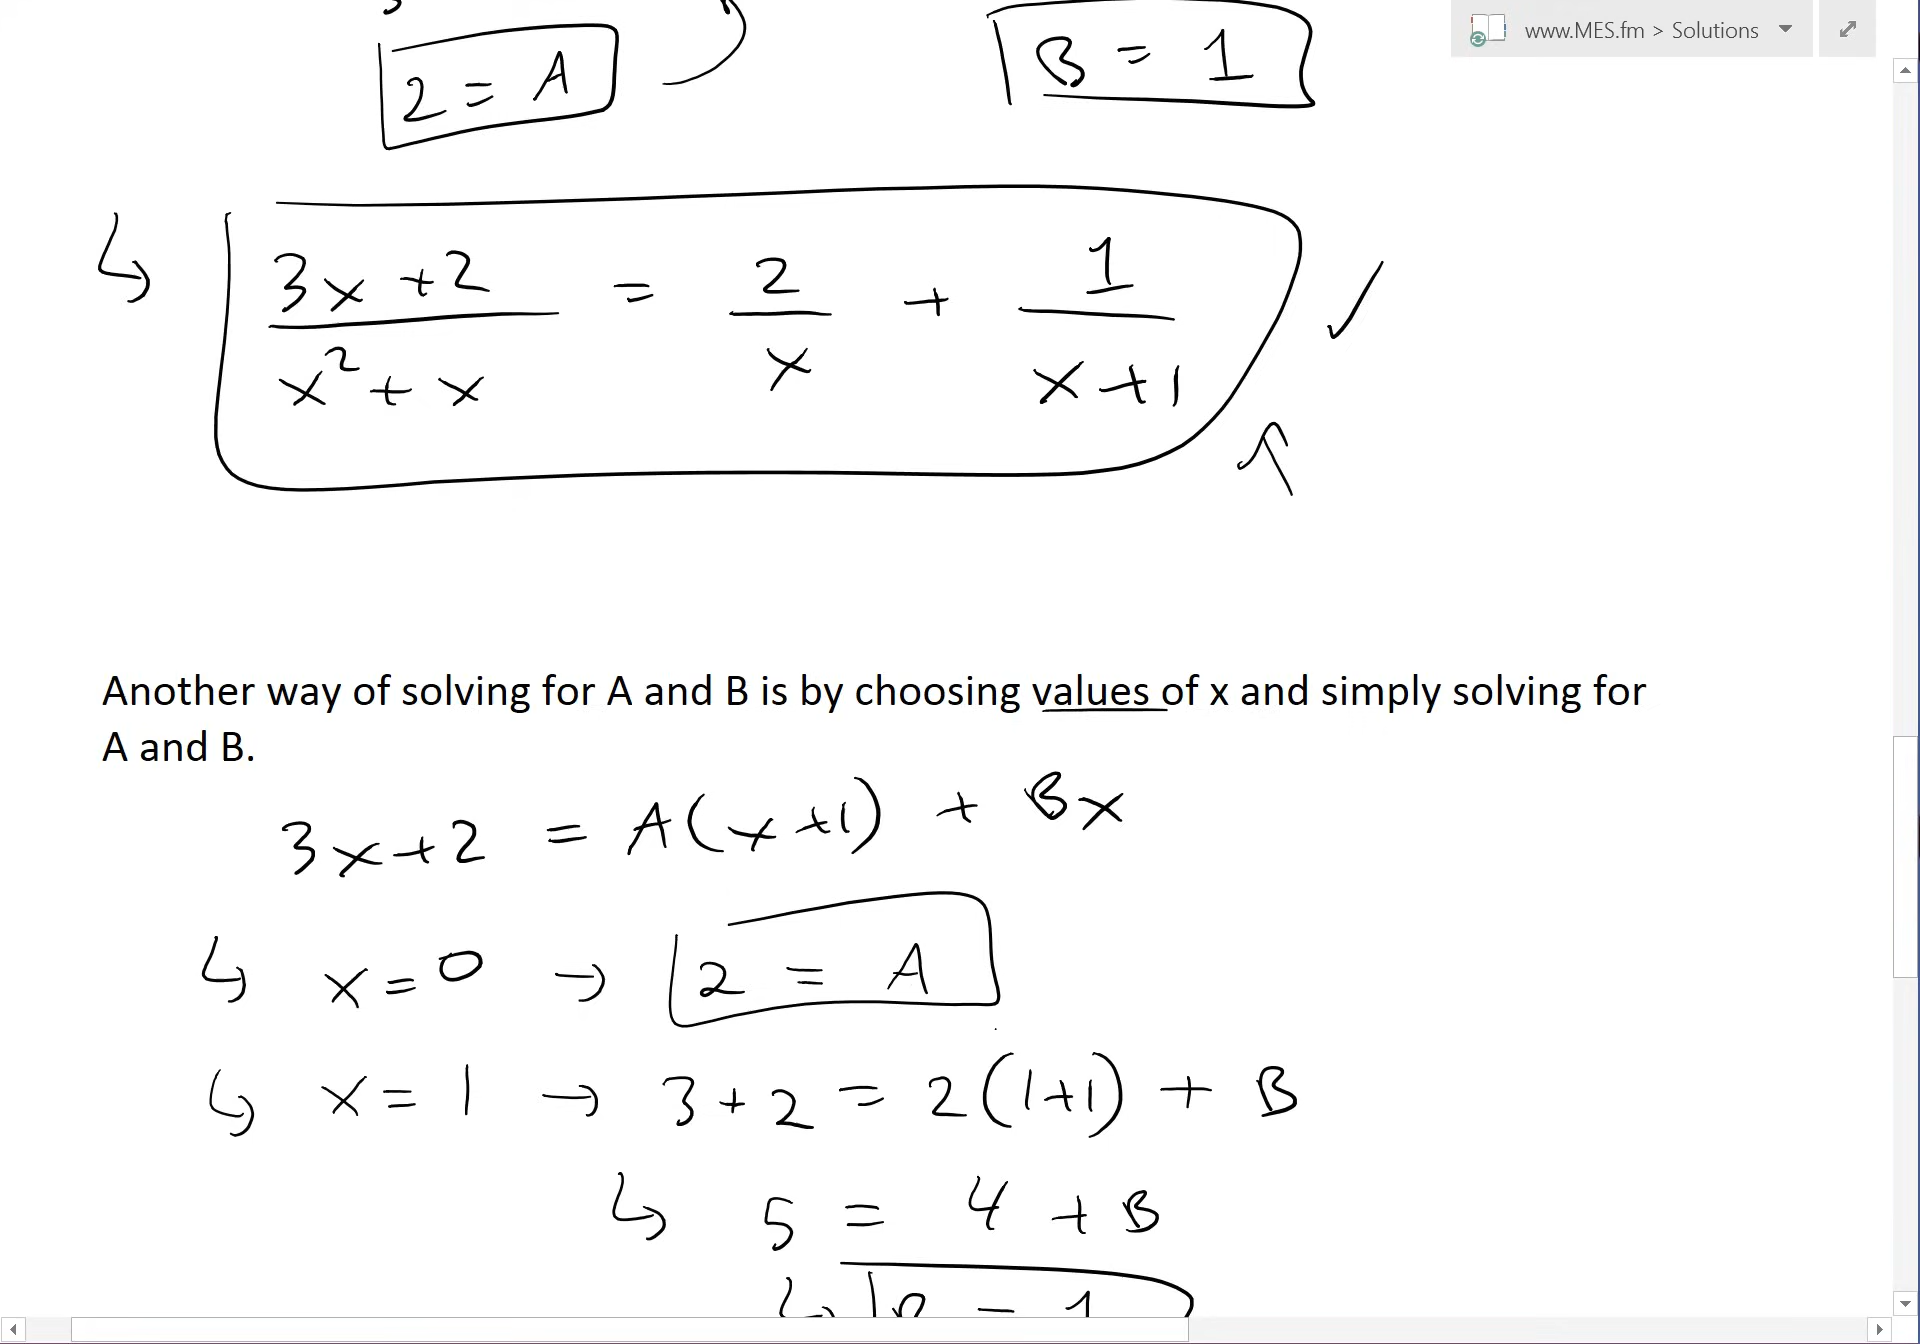 www.MES.fm > Solutions
2 = A
B = 1
↳ (3x+2)/(x²+x) = 2/x + 1/(x+1) ✓
↑
Another way of solving for A and B is by choosing values of x and simply solving for
A and B.
3x+2 = A(x+1) + Bx
↳ x=0 → 2 = A
↳ x=1 → 3+2 = 2(1+1) + B
↳ 5 = 4 + B